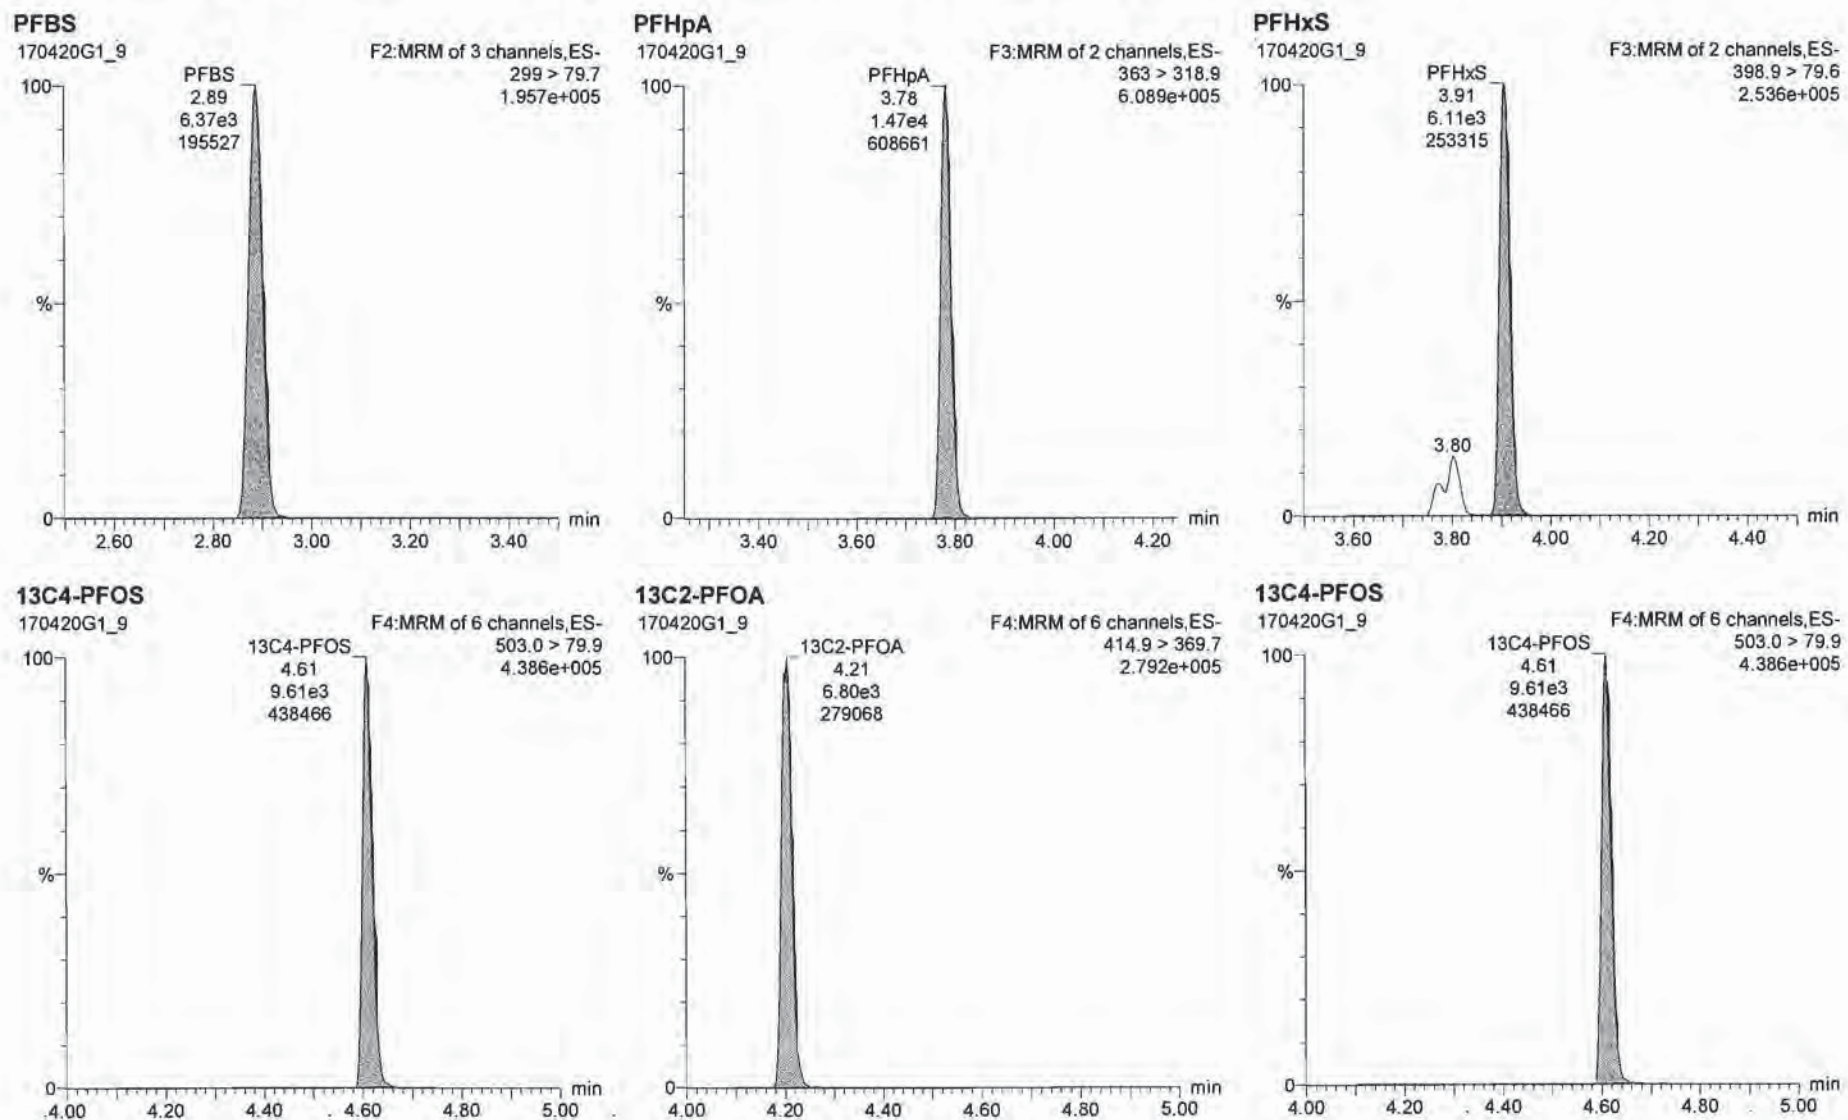 PFBS
170420G1_9
F2:MRM of 3 channels,ES-
299 > 79.7
1.957e+005
PFBS
2.89
6.37e3
195527
100
%
0
min
2.60 2.80 3.00 3.20 3.40
PFHpA
170420G1_9
F3:MRM of 2 channels,ES-
363 > 318.9
6.089e+005
PFHpA
3.78
1.47e4
608661
100
%
0
min
3.40 3.60 3.80 4.00 4.20
PFHxS
170420G1_9
F3:MRM of 2 channels,ES-
398.9 > 79.6
2.536e+005
PFHxS
3.91
6.11e3
253315
3.80
100
%
0
min
3.60 3.80 4.00 4.20 4.40
13C4-PFOS
170420G1_9
F4:MRM of 6 channels,ES-
503.0 > 79.9
4.386e+005
13C4-PFOS
4.61
9.61e3
438466
100
%
0
min
4.00 4.20 4.40 4.60 4.80 5.00
13C2-PFOA
170420G1_9
F4:MRM of 6 channels,ES-
414.9 > 369.7
2.792e+005
13C2-PFOA
4.21
6.80e3
279068
100
%
0
min
4.00 4.20 4.40 4.60 4.80 5.00
13C4-PFOS
170420G1_9
F4:MRM of 6 channels,ES-
503.0 > 79.9
4.386e+005
13C4-PFOS
4.61
9.61e3
438466
100
%
0
min
4.00 4.20 4.40 4.60 4.80 5.00